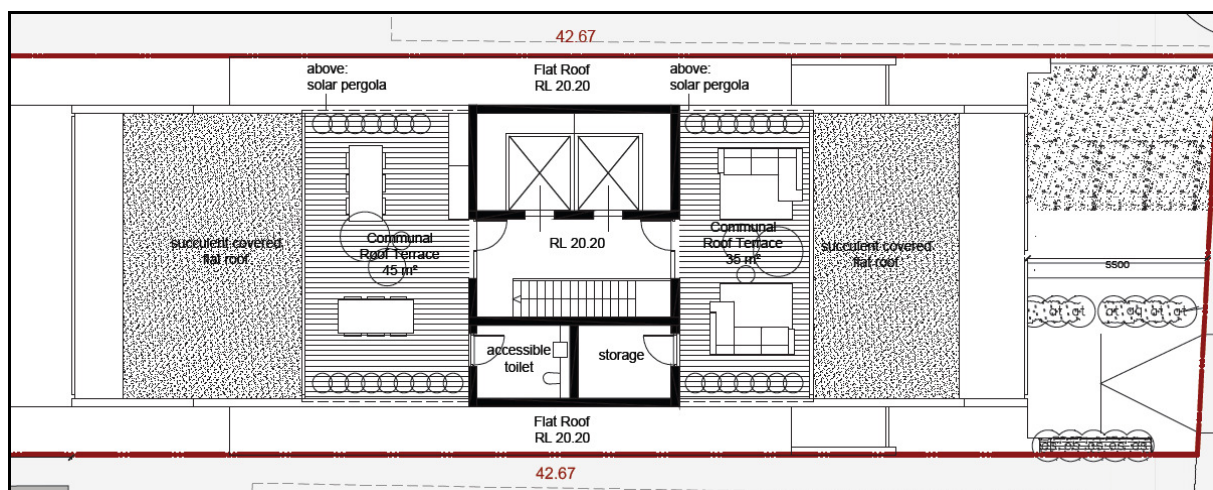 42.67
above:
solar pergola
Flat Roof
RL 20.20
above:
solar pergola
succulent covered
flat roof
Communal
Roof Terrace
45 m²
RL 20.20
Communal
Roof Terrace
35 m²
succulent covered
flat roof
5500
accessible
toilet
storage
Flat Roof
RL 20.20
42.67